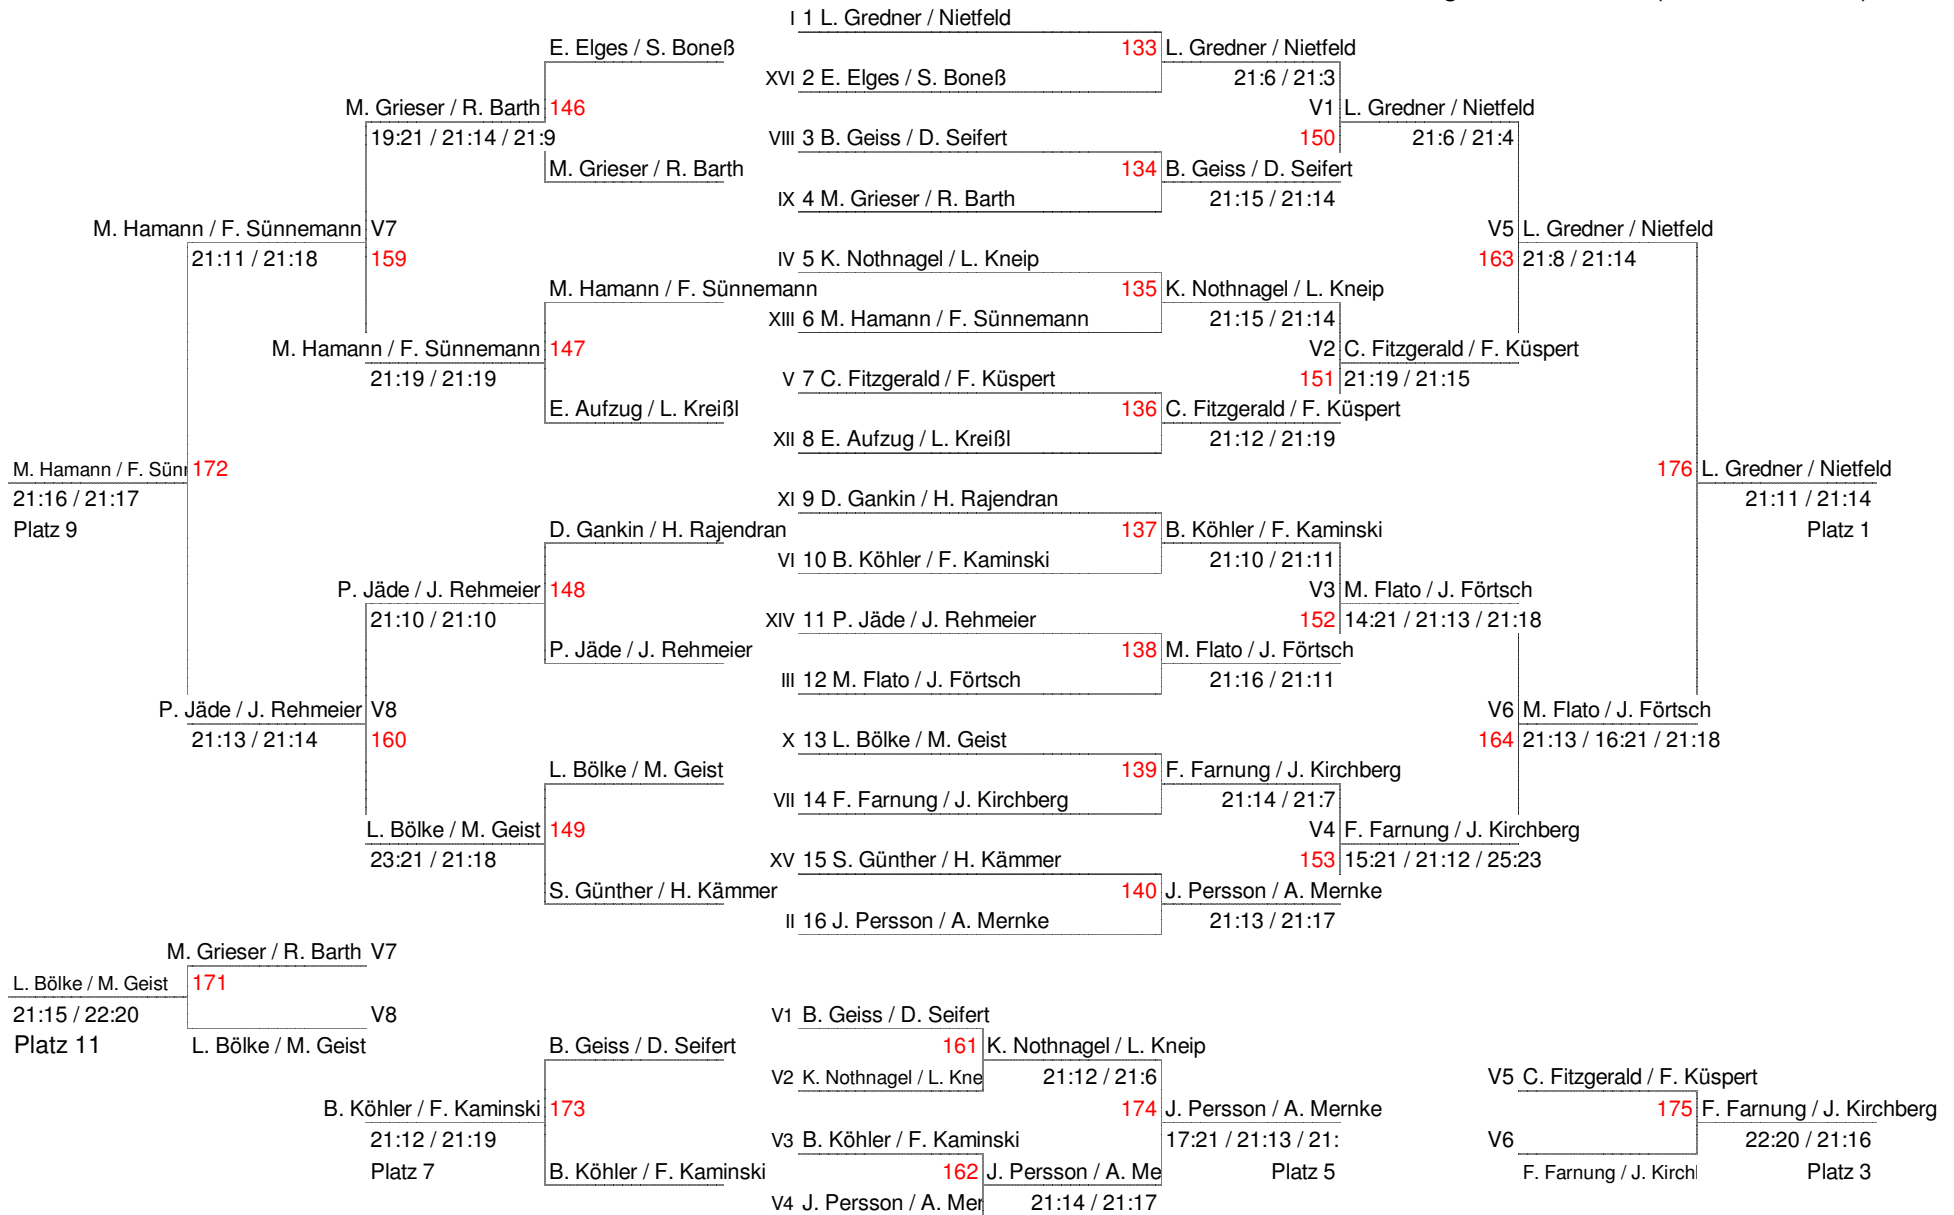 I 1 L. Gredner / Nietfeld
E. Elges / S. Boneß 133 L. Gredner / Nietfeld
XVI 2 E. Elges / S. Boneß 21:6 / 21:3
M. Grieser / R. Barth 146 V1 L. Gredner / Nietfeld
19:21 / 21:14 / 21:9 VIII 3 B. Geiss / D. Seifert 150 21:6 / 21:4
M. Grieser / R. Barth 134 B. Geiss / D. Seifert
IX 4 M. Grieser / R. Barth 21:15 / 21:14
M. Hamann / F. Sünnemann V7 V5 L. Gredner / Nietfeld
21:11 / 21:18 159 IV 5 K. Nothnagel / L. Kneip 163 21:8 / 21:14
M. Hamann / F. Sünnemann 135 K. Nothnagel / L. Kneip
XIII 6 M. Hamann / F. Sünnemann 21:15 / 21:14
M. Hamann / F. Sünnemann 147 V2 C. Fitzgerald / F. Küspert
21:19 / 21:19 V 7 C. Fitzgerald / F. Küspert 151 21:19 / 21:15
E. Aufzug / L. Kreißl 136 C. Fitzgerald / F. Küspert
XII 8 E. Aufzug / L. Kreißl 21:12 / 21:19
M. Hamann / F. Sünn 172 176 L. Gredner / Nietfeld
21:16 / 21:17 XI 9 D. Gankin / H. Rajendran 21:11 / 21:14
Platz 9 D. Gankin / H. Rajendran 137 B. Köhler / F. Kaminski Platz 1
VI 10 B. Köhler / F. Kaminski 21:10 / 21:11
P. Jäde / J. Rehmeier 148 V3 M. Flato / J. Förtsch
21:10 / 21:10 XIV 11 P. Jäde / J. Rehmeier 152 14:21 / 21:13 / 21:18
P. Jäde / J. Rehmeier 138 M. Flato / J. Förtsch
III 12 M. Flato / J. Förtsch 21:16 / 21:11
P. Jäde / J. Rehmeier V8 V6 M. Flato / J. Förtsch
21:13 / 21:14 160 X 13 L. Bölke / M. Geist 164 21:13 / 16:21 / 21:18
L. Bölke / M. Geist 139 F. Farnung / J. Kirchberg
VII 14 F. Farnung / J. Kirchberg 21:14 / 21:7
L. Bölke / M. Geist 149 V4 F. Farnung / J. Kirchberg
23:21 / 21:18 XV 15 S. Günther / H. Kämmer 153 15:21 / 21:12 / 25:23
S. Günther / H. Kämmer 140 J. Persson / A. Mernke
II 16 J. Persson / A. Mernke 21:13 / 21:17
M. Grieser / R. Barth V7
L. Bölke / M. Geist 171
21:15 / 22:20 V8 V1 B. Geiss / D. Seifert
Platz 11 L. Bölke / M. Geist B. Geiss / D. Seifert 161 K. Nothnagel / L. Kneip
V2 K. Nothnagel / L. Kne 21:12 / 21:6 V5 C. Fitzgerald / F. Küspert
B. Köhler / F. Kaminski 173 174 J. Persson / A. Mernke 175 F. Farnung / J. Kirchberg
21:12 / 21:19 V3 B. Köhler / F. Kaminski 17:21 / 21:13 / 21: V6 22:20 / 21:16
Platz 7 B. Köhler / F. Kaminski 162 J. Persson / A. Me Platz 5 F. Farnung / J. Kirch Platz 3
V4 J. Persson / A. Mer 21:14 / 21:17